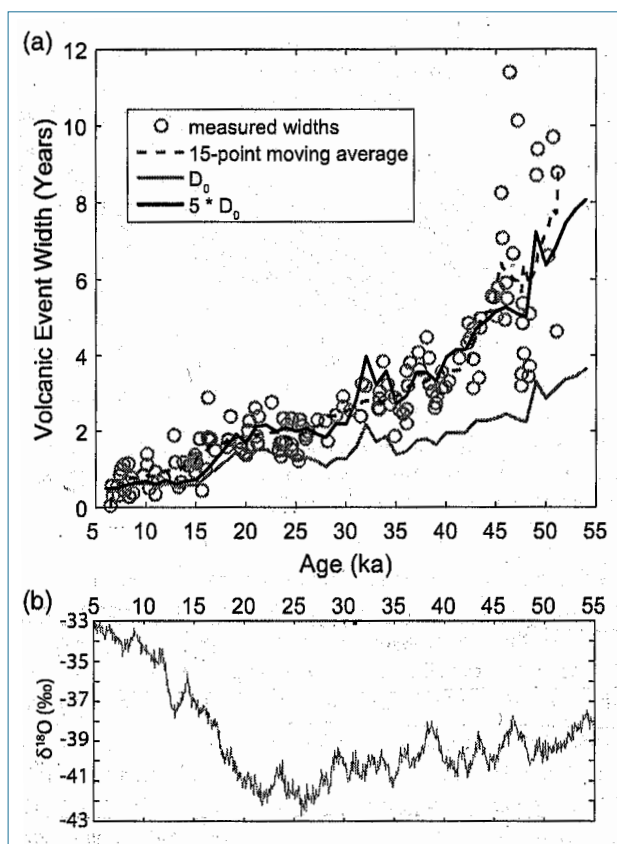 (a)
12
10
8
6
4
2
0
Volcanic Event Width (Years)
measured widths
15-point moving average
D0
5 * D0
5 10 15 20 25 30 35 40 45 50 55
Age (ka)
(b)
5 10 15 20 25 30 35 40 45 50 55
-33
-35
-37
-39
-41
-43
δ18O (‰)